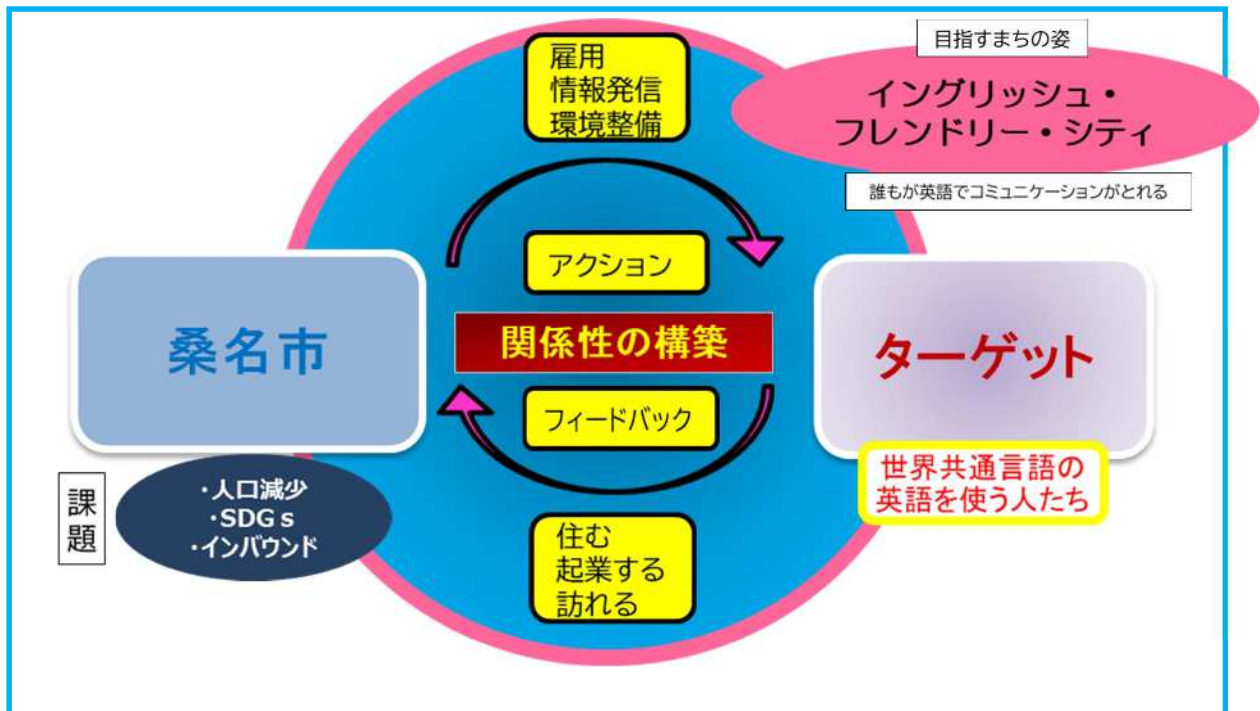 目指すまちの姿
イングリッシュ・
フレンドリー・シティ
誰もが英語でコミュニケーションがとれる
雇用
情報発信
環境整備
アクション
桑名市
関係性の構築
ターゲット
フィードバック
世界共通言語の
英語を使う人たち
課題
・人口減少
・SDGs
・インバウンド
住む
起業する
訪れる